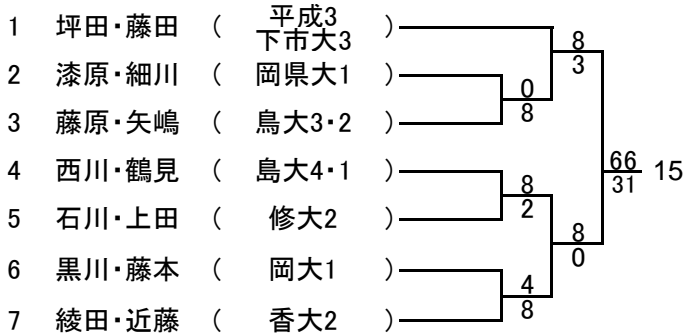 1 坪田・藤田 ( 平成3 下市大3 )
8
3
2 漆原・細川 ( 岡県大1 )
0
8
3 藤原・矢嶋 (鳥大3・2 )
66
31
15
4 西川・鶴見 ( 島大4・1 )
8
2
5 石川・上田 ( 修大2 )
8
0
6 黒川・藤本 ( 岡大1 )
4
8
7 綾田・近藤 ( 香大2 )